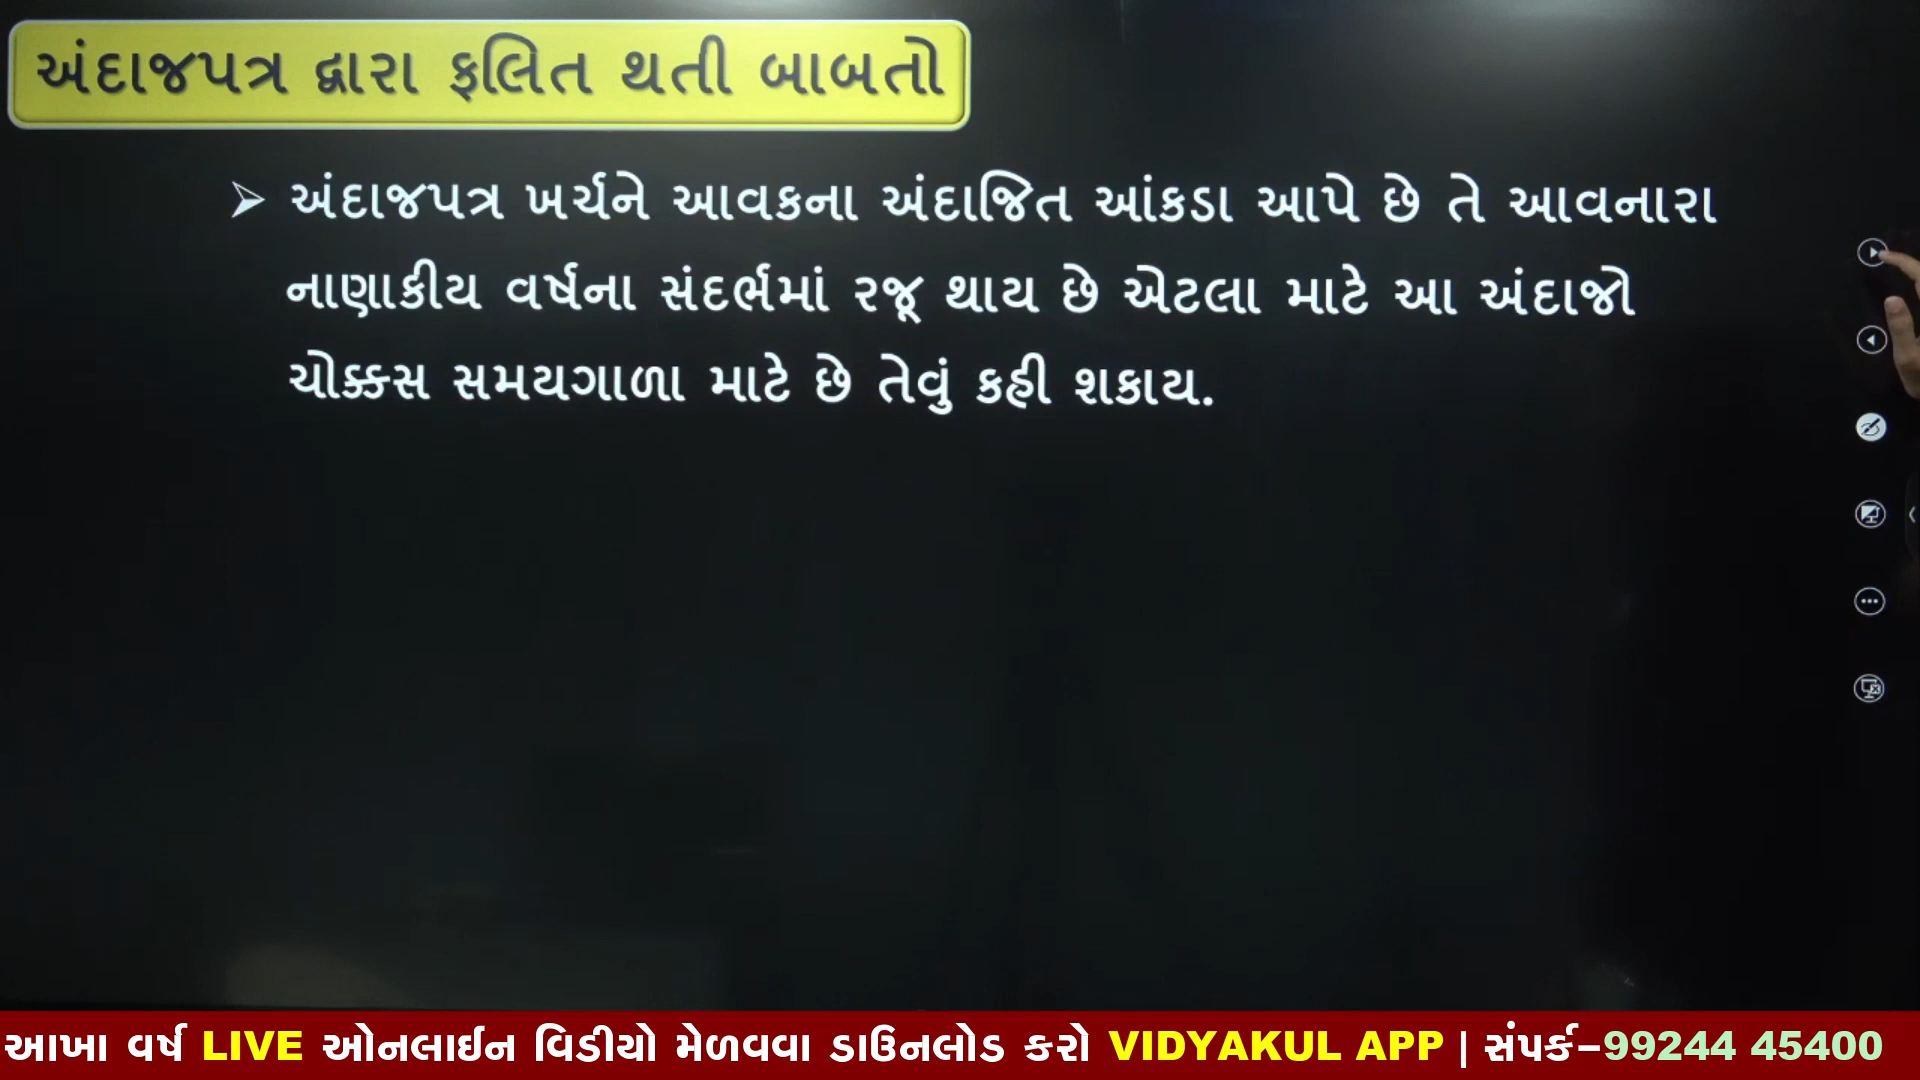 અંદાજપત્ર દ્વારા ફલિત થતી બાબતો
➢ અંદાજપત્ર ખર્ચને આવકના અંદાજિત આંકડા આપે છે તે આવનારા
નાણાકીય વર્ષના સંદર્ભમાં રજૂ થાય છે એટલા માટે આ અંદાજો
ચોક્કસ સમયગાળા માટે છે તેવું કહી શકાય.
આખા વર્ષ LIVE ઓનલાઈન વિડીયો મેળવવા ડાઉનલોડ કરો VIDYAKUL APP | સંપર્ક–99244 45400